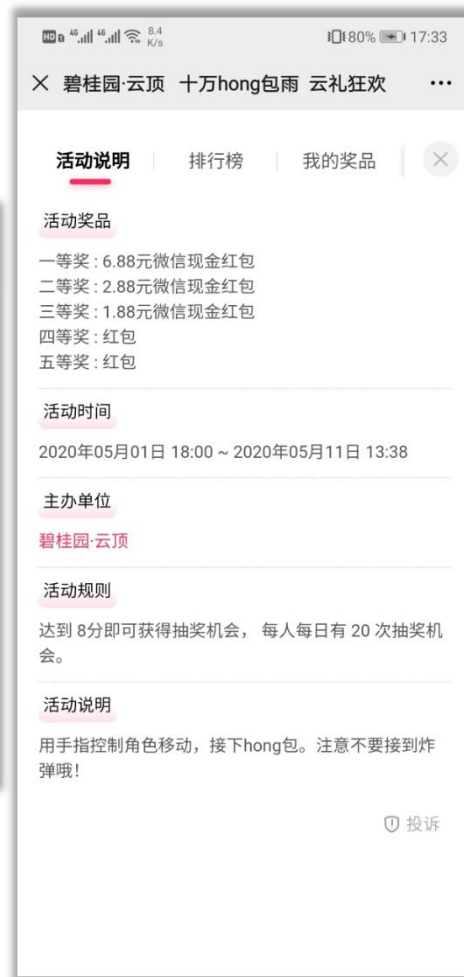 HD 4G 4G 8.4 K/s 80% 17:33
碧桂园·云顶 十万hong包雨 云礼狂欢 ···
活动说明 排行榜 我的奖品
活动奖品
一等奖 : 6.88元微信现金红包
二等奖 : 2.88元微信现金红包
三等奖 : 1.88元微信现金红包
四等奖 : 红包
五等奖 : 红包
活动时间
2020年05月01日 18:00 ~ 2020年05月11日 13:38
主办单位
碧桂园·云顶
活动规则
达到 8分即可获得抽奖机会， 每人每日有 20 次抽奖机
会。
活动说明
用手指控制角色移动，接下hong包。注意不要接到炸
弹哦！
投诉